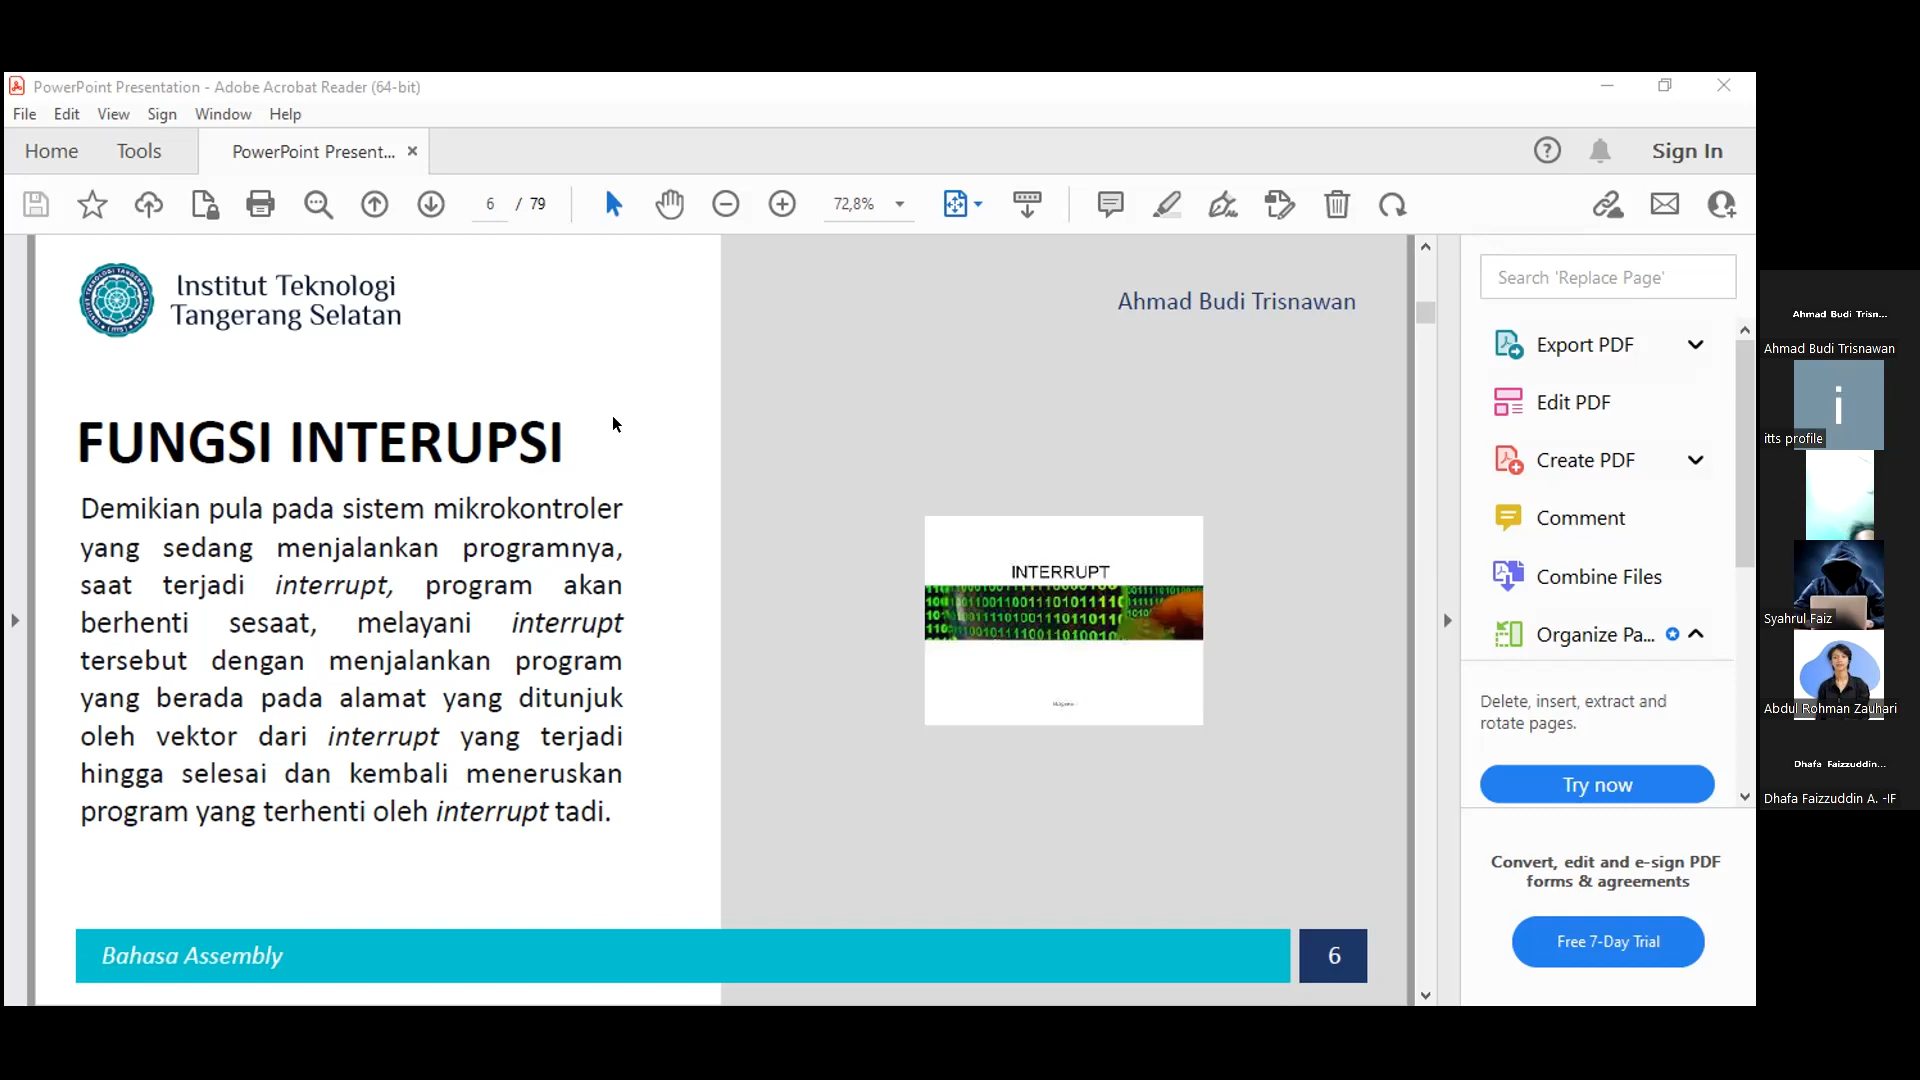 PowerPoint Presentation - Adobe Acrobat Reader (64-bit)
File Edit View Sign Window Help
Home Tools PowerPoint Present... Sign In
6 / 79 72,8%
Institut Teknologi
Tangerang Selatan
Ahmad Budi Trisnawan
FUNGSI INTERUPSI
Demikian pula pada sistem mikrokontroler
yang sedang menjalankan programnya,
saat terjadi interrupt, program akan
berhenti sesaat, melayani interrupt
tersebut dengan menjalankan program
yang berada pada alamat yang ditunjuk
oleh vektor dari interrupt yang terjadi
hingga selesai dan kembali meneruskan
program yang terhenti oleh interrupt tadi.
INTERRUPT
Bahasa Assembly
6
Search 'Replace Page'
Export PDF
Edit PDF
Create PDF
Comment
Combine Files
Organize Pa...
Delete, insert, extract and
rotate pages.
Try now
Convert, edit and e-sign PDF
forms & agreements
Free 7-Day Trial
Ahmad Budi Trisn...
Ahmad Budi Trisnawan
i
itts profile
Syahrul Faiz
Abdul Rohman Zauhari
Dhafa Faizzuddin...
Dhafa Faizzuddin A. -IF